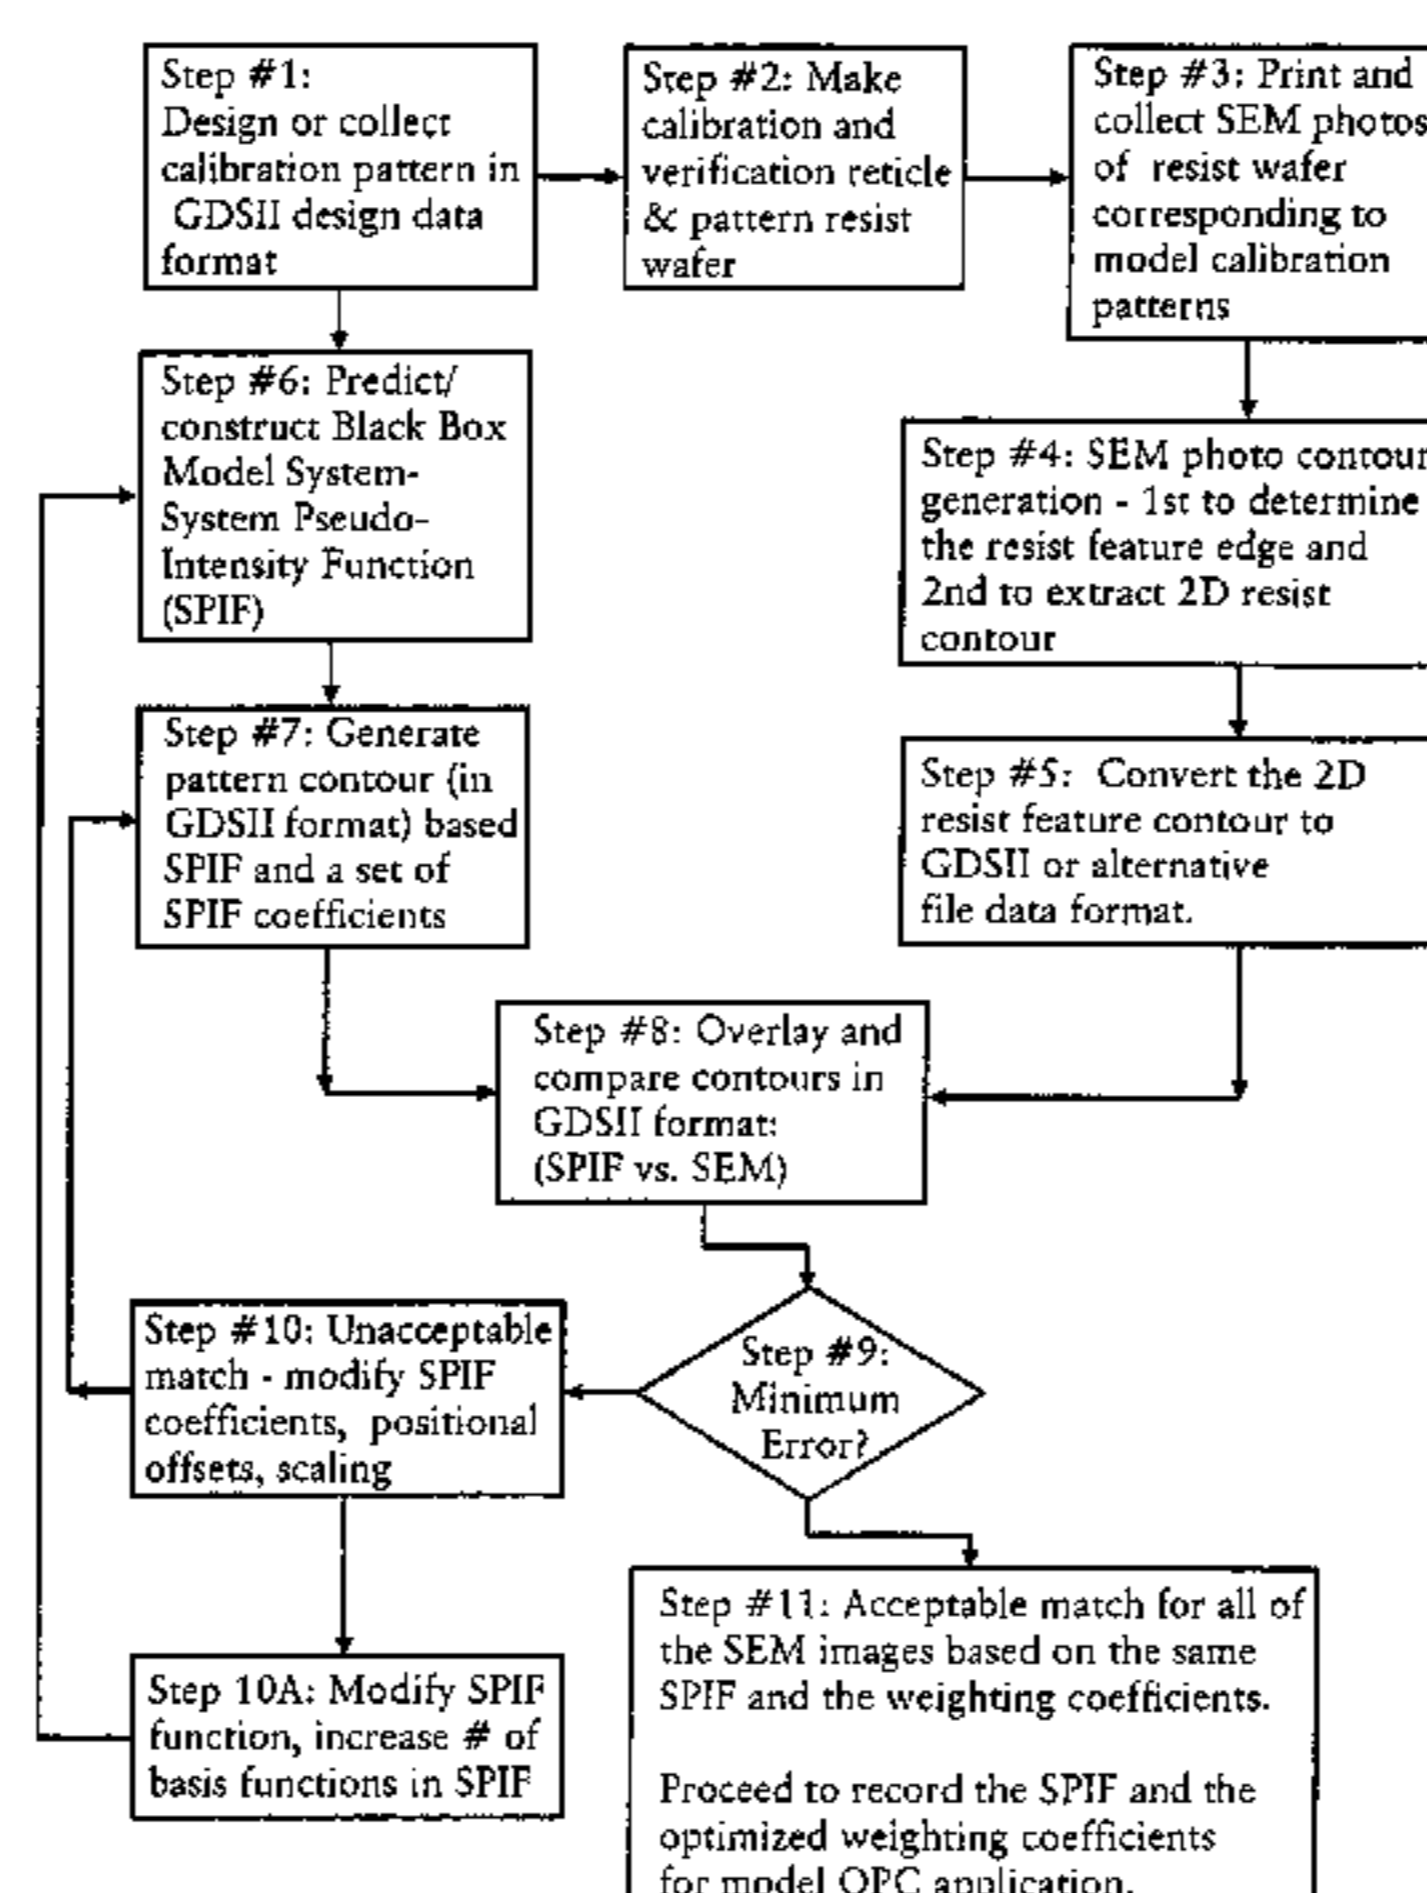 Step #1:
Design or collect
calibration pattern in
GDSII design data
format
Step #2: Make
calibration and
verification reticle
& pattern resist
wafer
Step #3: Print and
collect SEM photos
of resist wafer
corresponding to
model calibration
patterns
Step #4: SEM photo contour
generation - 1st to determine
the resist feature edge and
2nd to extract 2D resist
contour
Step #5: Convert the 2D
resist feature contour to
GDSII or alternative
file data format.
Step #6: Predict/
construct Black Box
Model System-
System Pseudo-
Intensity Function
(SPIF)
Step #7: Generate
pattern contour (in
GDSII format) based
SPIF and a set of
SPIF coefficients
Step #8: Overlay and
compare contours in
GDSII format:
(SPIF vs. SEM)
Step #9:
Minimum
Error?
Step #10: Unacceptable
match - modify SPIF
coefficients, positional
offsets, scaling
Step 10A: Modify SPIF
function, increase # of
basis functions in SPIF
Step #11: Acceptable match for all of
the SEM images based on the same
SPIF and the weighting coefficients.
Proceed to record the SPIF and the
optimized weighting coefficients
for model OPC application.